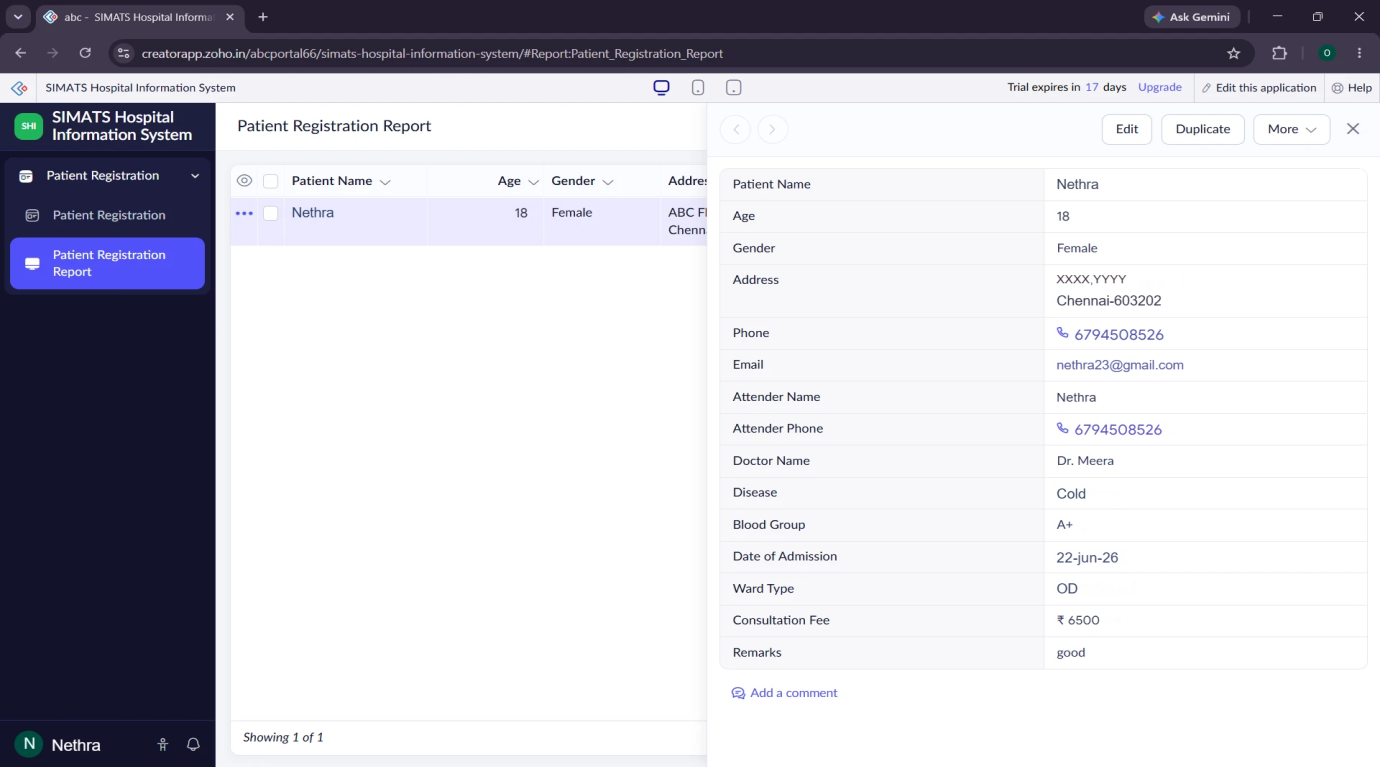 abc - SIMATS Hospital Informa
Ask Gemini
creatorapp.zoho.in/abcportal66/simats-hospital-information-system/#Report:Patient_Registration_Report
O
SIMATS Hospital Information System
Trial expires in 17 days Upgrade
Edit this application
Help
SHI
SIMATS Hospital
Information System
Patient Registration
Patient Registration
Patient Registration
Report
N Nethra
Patient Registration Report
Patient Name Age Gender Addres
Nethra 18 Female ABC Fl
Chenna
Showing 1 of 1
Edit Duplicate More
Patient Name Nethra
Age 18
Gender Female
Address XXXX,YYYY
Chennai-603202
Phone 6794508526
Email nethra23@gmail.com
Attender Name Nethra
Attender Phone 6794508526
Doctor Name Dr. Meera
Disease Cold
Blood Group A+
Date of Admission 22-jun-26
Ward Type OD
Consultation Fee ₹ 6500
Remarks good
Add a comment